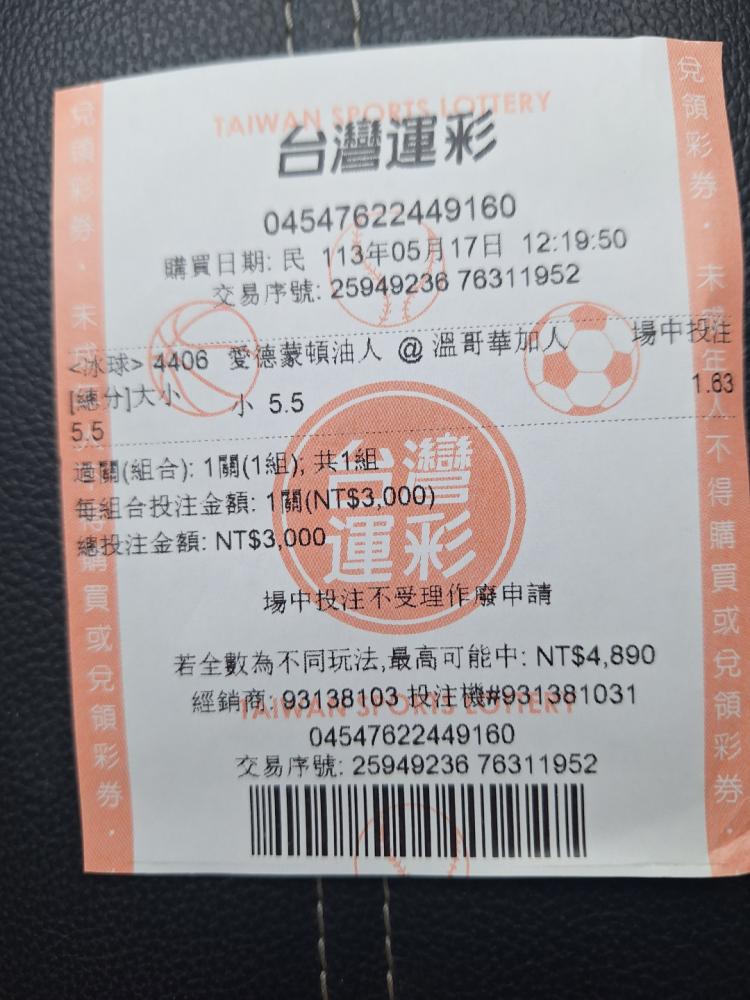 TAIWAN SPORTS LOTTERY
台灣運彩
04547622449160
購買日期: 民 113年05月17日 12:19:50
交易序號: 25949236 76311952
<冰球> 4406 愛德蒙頓油人 @ 溫哥華加人 場中投注
[總分]大小 小 5.5 1.63
5.5
台灣
運彩
過關(組合): 1關(1組); 共1組
每組合投注金額: 1關(NT$3,000)
總投注金額: NT$3,000
場中投注不受理作廢申請
若全數為不同玩法,最高可能中: NT$4,890
經銷商: 93138103 投注機#931381031
TAIWAN SPORTS LOTTERY
04547622449160
交易序號: 25949236 76311952
兌領彩券．未 購買或兌領彩券．
兌領彩券．未成年人不得購買或兌領彩券．